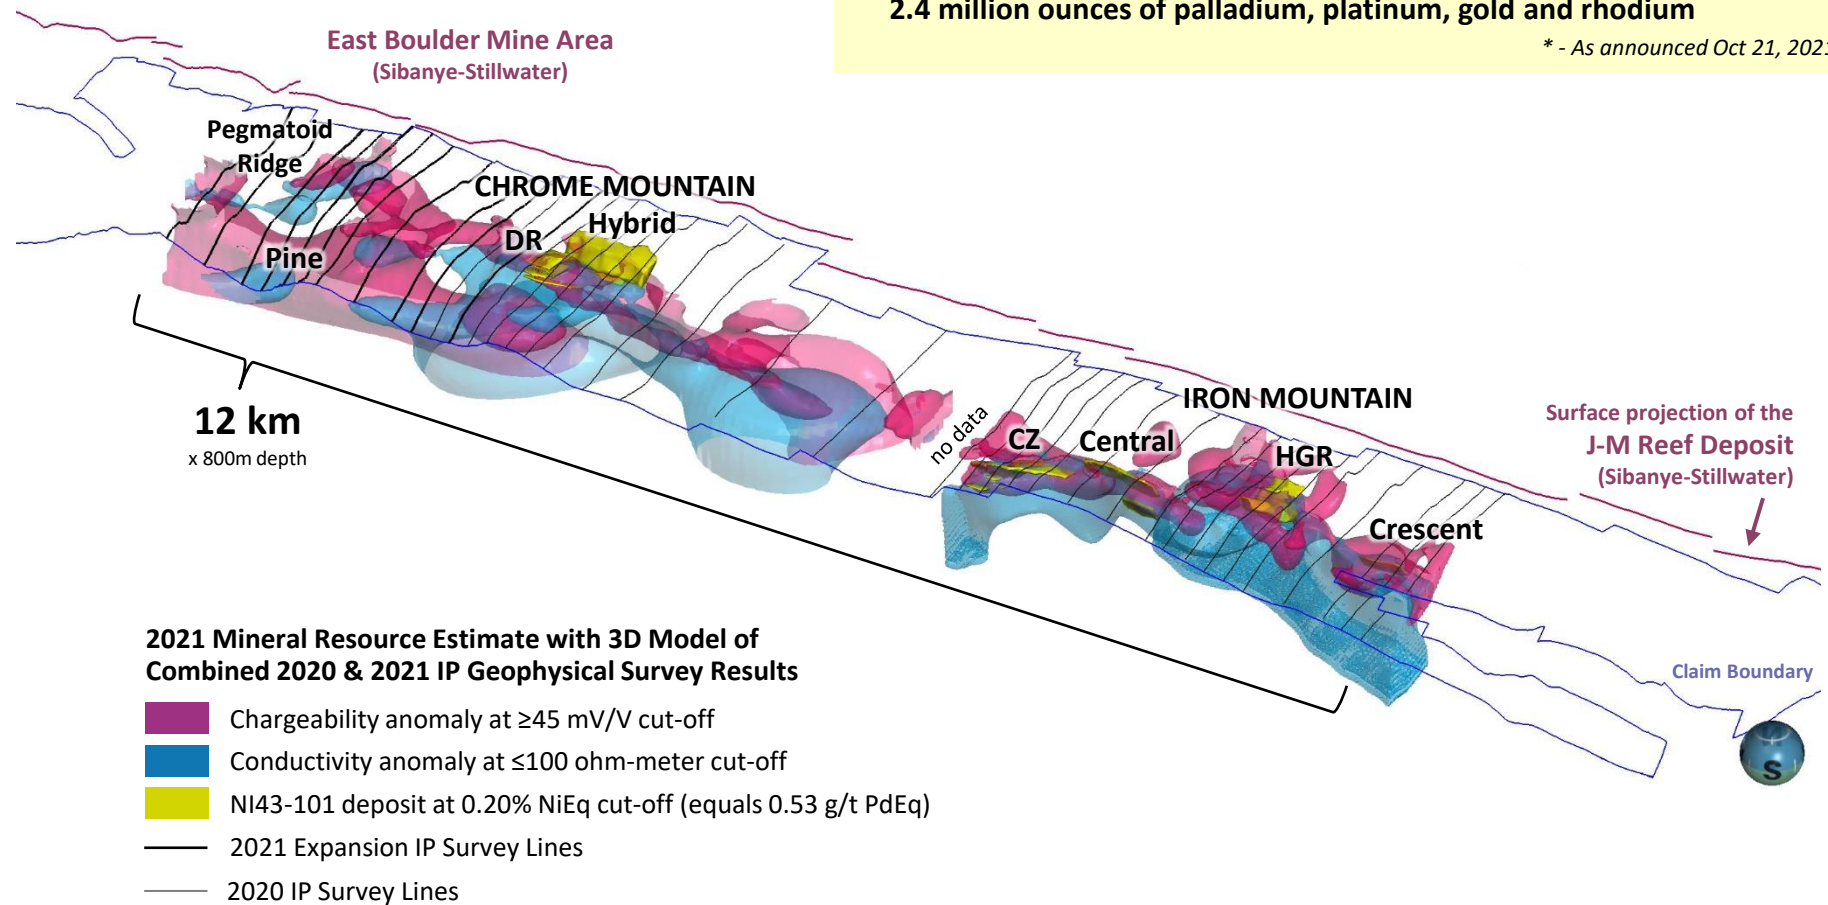 2.4 million ounces of palladium, platinum, gold and rhodium
* - As announced Oct 21, 2021
East Boulder Mine Area
(Sibanye-Stillwater)
Pegmatoid
Ridge
CHROME MOUNTAIN
Hybrid
DR
Pine
12 km
x 800m depth
no data
IRON MOUNTAIN
CZ
Central
HGR
Crescent
Surface projection of the
J-M Reef Deposit
(Sibanye-Stillwater)
Claim Boundary
S
2021 Mineral Resource Estimate with 3D Model of
Combined 2020 & 2021 IP Geophysical Survey Results
Chargeability anomaly at ≥45 mV/V cut-off
Conductivity anomaly at ≤100 ohm-meter cut-off
NI43-101 deposit at 0.20% NiEq cut-off (equals 0.53 g/t PdEq)
2021 Expansion IP Survey Lines
2020 IP Survey Lines